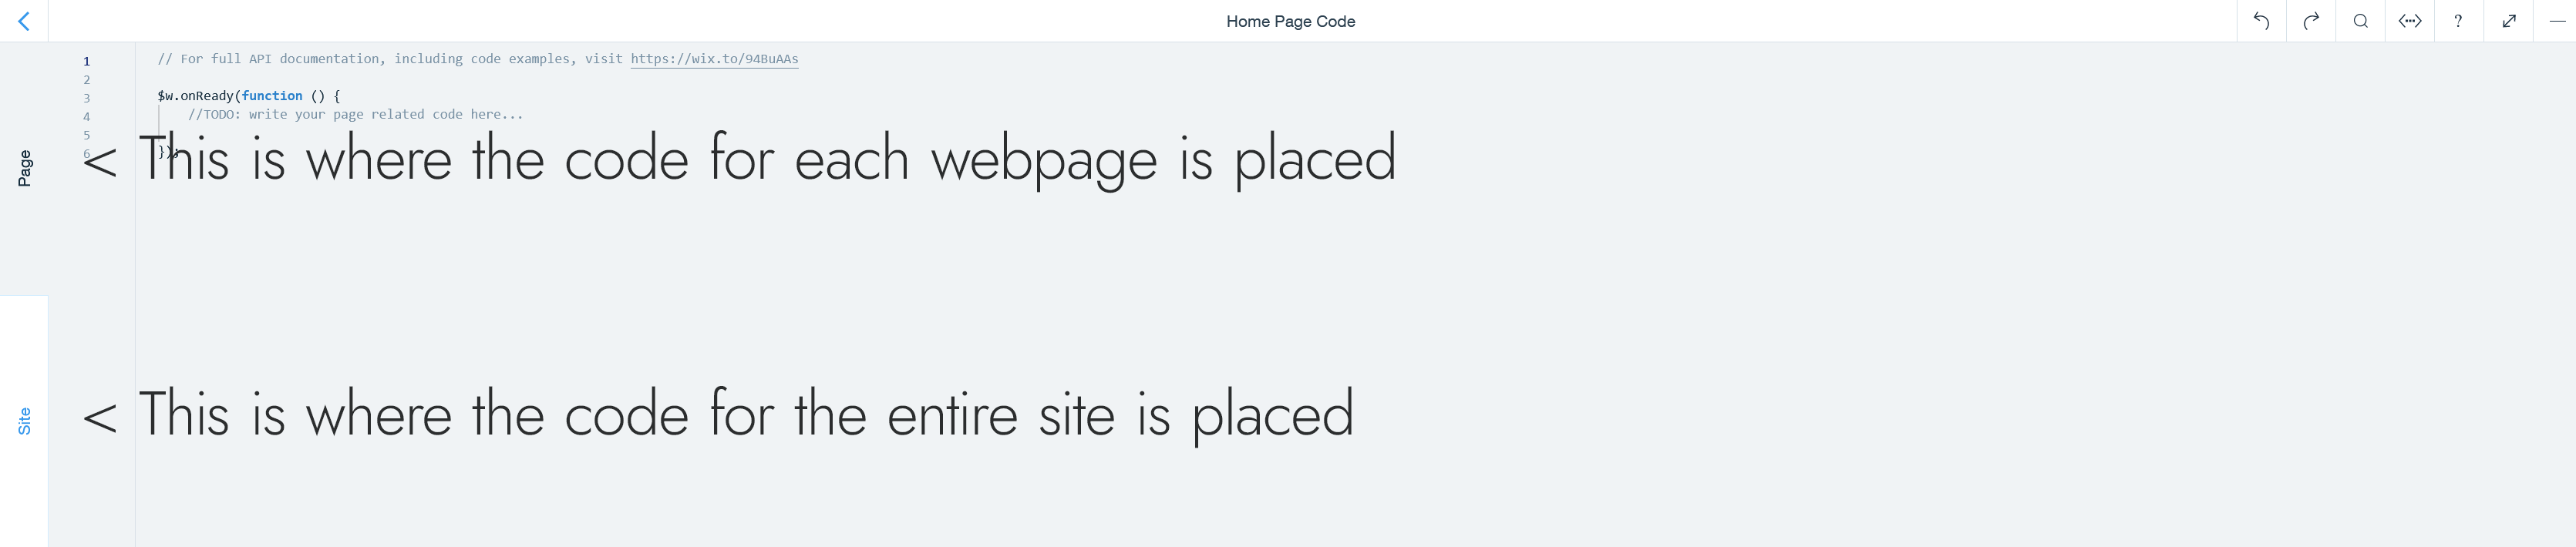 Home Page Code
?
1 // For full API documentation, including code examples, visit https://wix.to/94BuAAs
2
3 $w.onReady(function () {
4 //TODO: write your page related code here...
5
6 });
Page
< This is where the code for each webpage is placed
Site
< This is where the code for the entire site is placed